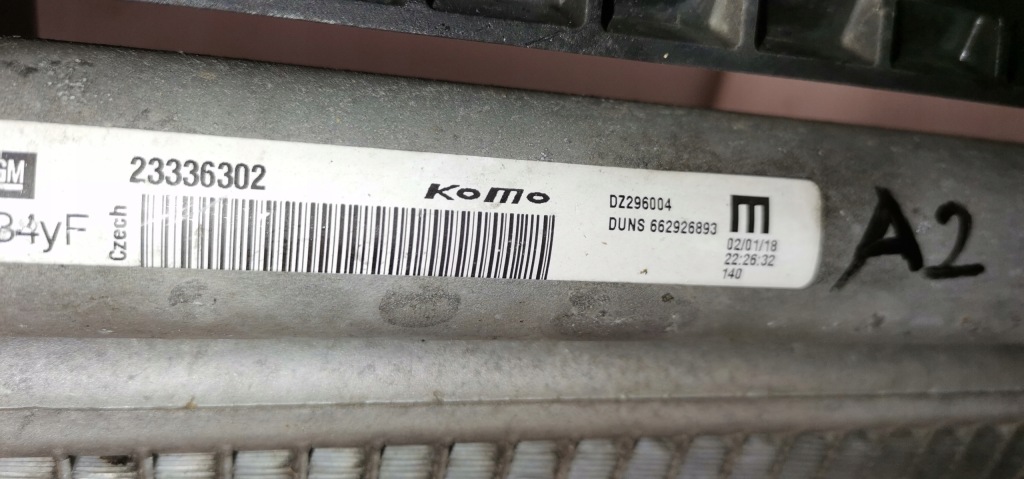 GM
23336302
KoMo
DZ296004
DUNS 662926893
E
02/01/18
22:26:32
140
34yF
Czech
A2